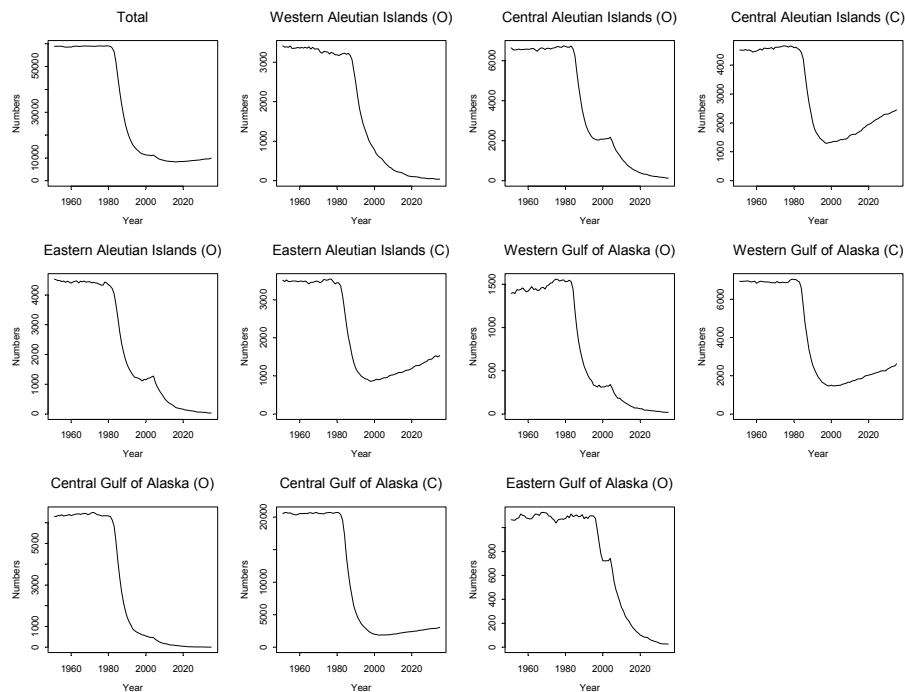 Total
Numbers
0 10000 30000 50000
1960 1980 2000 2020
Year
Western Aleutian Islands (O)
Numbers
0 1000 2000 3000
1960 1980 2000 2020
Year
Central Aleutian Islands (O)
Numbers
0 2000 4000 6000
1960 1980 2000 2020
Year
Central Aleutian Islands (C)
Numbers
0 1000 2000 3000 4000
1960 1980 2000 2020
Year
Eastern Aleutian Islands (O)
Numbers
0 1000 2000 3000 4000
1960 1980 2000 2020
Year
Eastern Aleutian Islands (C)
Numbers
0 1000 2000 3000
1960 1980 2000 2020
Year
Western Gulf of Alaska (O)
Numbers
0 500 1000 1500
1960 1980 2000 2020
Year
Western Gulf of Alaska (C)
Numbers
0 2000 4000 6000
1960 1980 2000 2020
Year
Central Gulf of Alaska (O)
Numbers
0 1000 3000 5000
1960 1980 2000 2020
Year
Central Gulf of Alaska (C)
Numbers
0 5000 10000 15000 20000
1960 1980 2000 2020
Year
Eastern Gulf of Alaska (O)
Numbers
0 200 400 600 800
1960 1980 2000 2020
Year